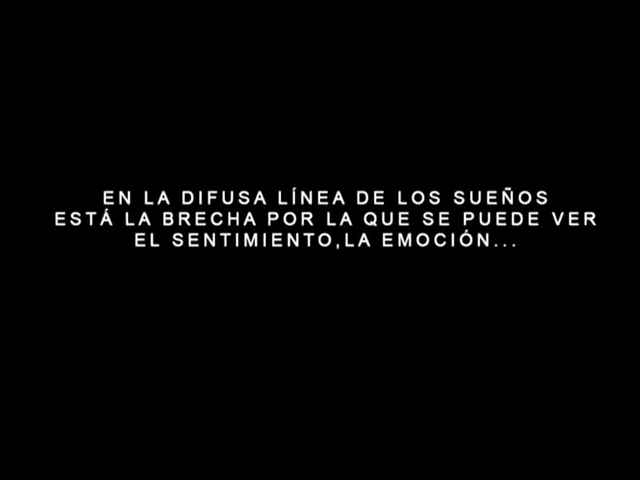 EN LA DIFUSA LÍNEA DE LOS SUEÑOS
ESTÁ LA BRECHA POR LA QUE SE PUEDE VER
EL SENTIMIENTO,LA EMOCIÓN...